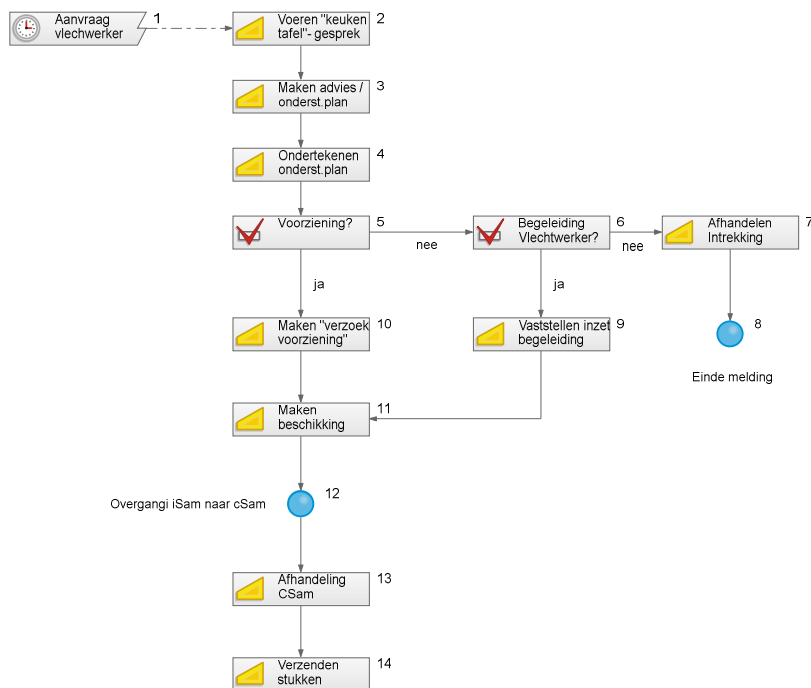 Aanvraag
vlechwerker
1
Voeren "keuken
tafel"- gesprek
2
Maken advies /
onderst.plan
3
Ondertekenen
onderst.plan
4
Voorziening?
5
nee
Begeleiding
Vlechtwerker?
6
nee
Afhandelen
Intrekking
7
ja
ja
Maken "verzoek
voorziening"
10
Vaststellen inzet
begeleiding
9
8
Einde melding
Maken
beschikking
11
Overgangi iSam naar cSam
12
Afhandeling
CSam
13
Verzenden
stukken
14